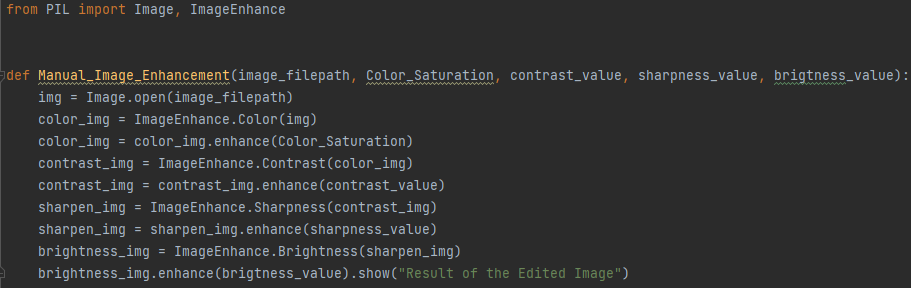 from PIL import Image, ImageEnhance
def Manual_Image_Enhancement(image_filepath, Color_Saturation, contrast_value, sharpness_value, brigtness_value):
    img = Image.open(image_filepath)
    color_img = ImageEnhance.Color(img)
    color_img = color_img.enhance(Color_Saturation)
    contrast_img = ImageEnhance.Contrast(color_img)
    contrast_img = contrast_img.enhance(contrast_value)
    sharpen_img = ImageEnhance.Sharpness(contrast_img)
    sharpen_img = sharpen_img.enhance(sharpness_value)
    brightness_img = ImageEnhance.Brightness(sharpen_img)
    brightness_img.enhance(brigtness_value).show("Result of the Edited Image")